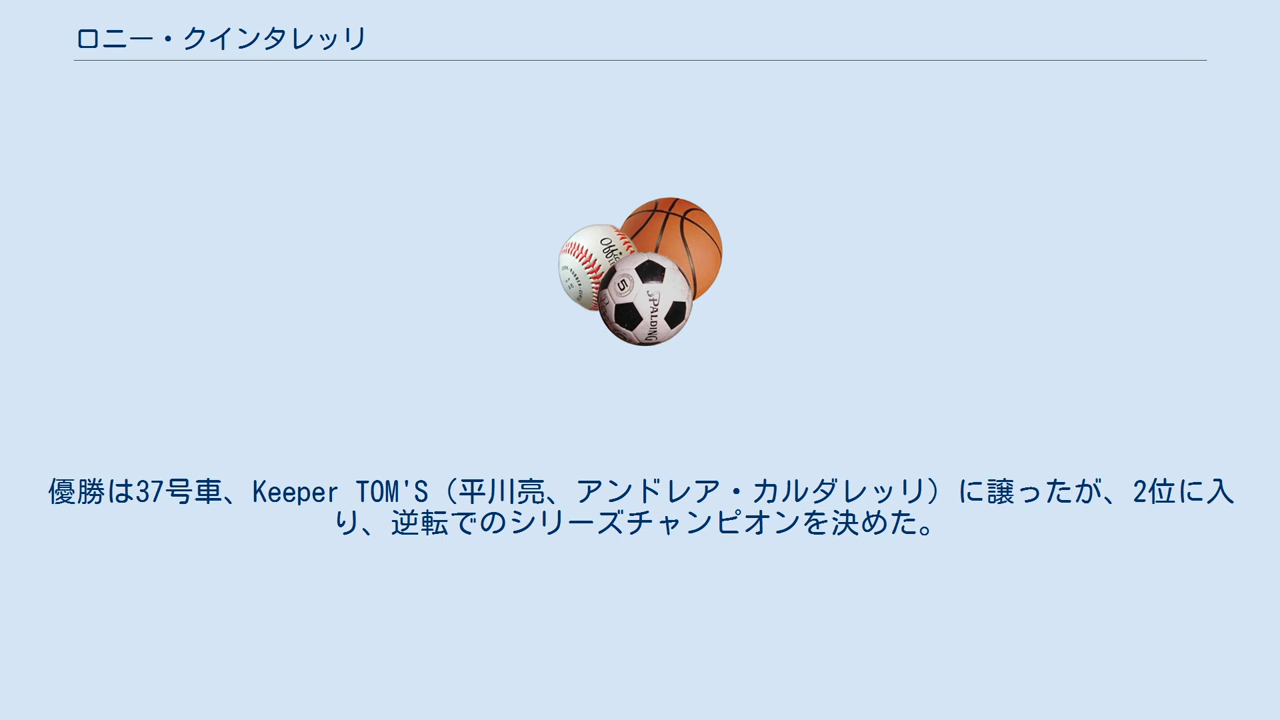 ロニー・クインタレッリ
Offic
5
SPALDING
優勝は37号車、Keeper TOM'S（平川亮、アンドレア・カルダレッリ）に譲ったが、2位に入
り、逆転でのシリーズチャンピオンを決めた。